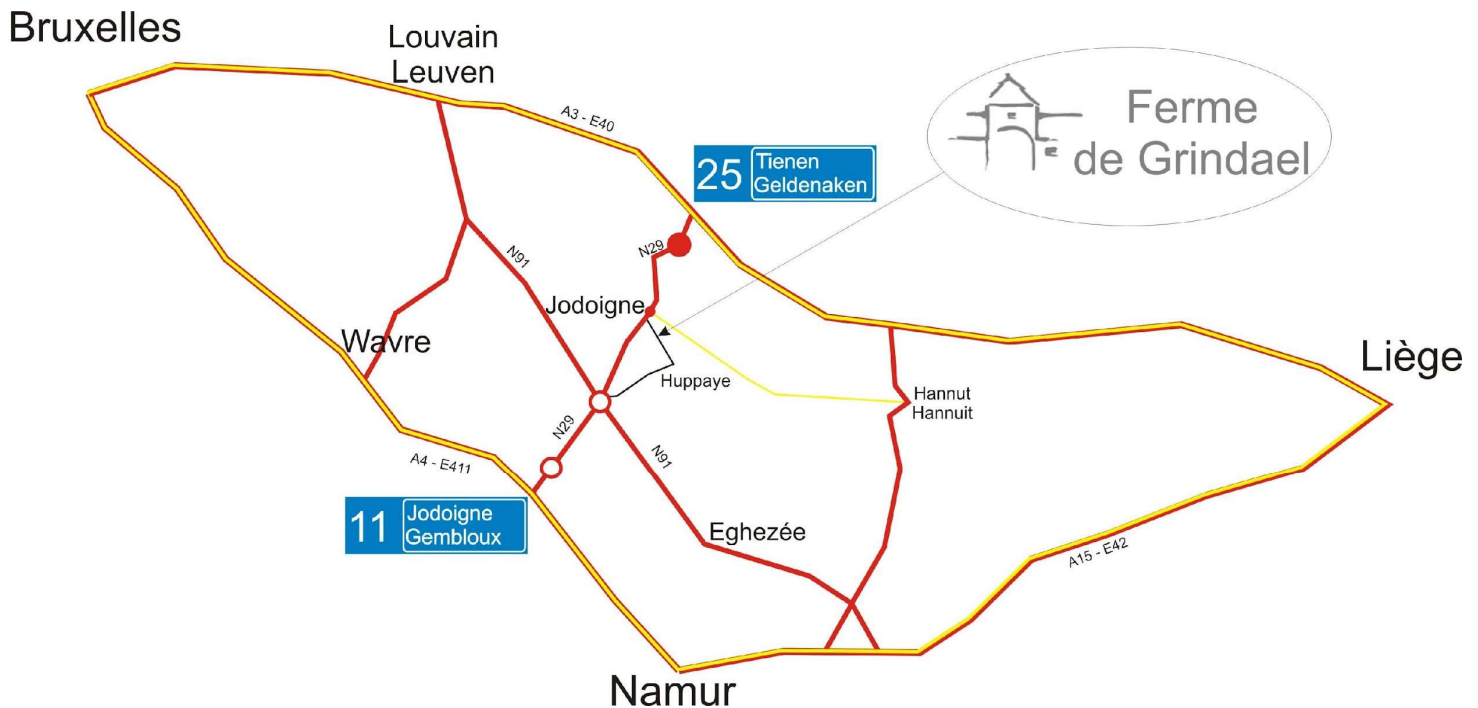 Bruxelles
Louvain
Leuven
A3 - E40
Ferme
de Grindael
25
Tienen
Geldenaken
N29
N91
Jodoigne
Wavre
Huppaye
Liège
Hannut
Hannuit
N29
N91
A4 - E411
11
Jodoigne
Gembloux
Eghezée
A15 - E42
Namur